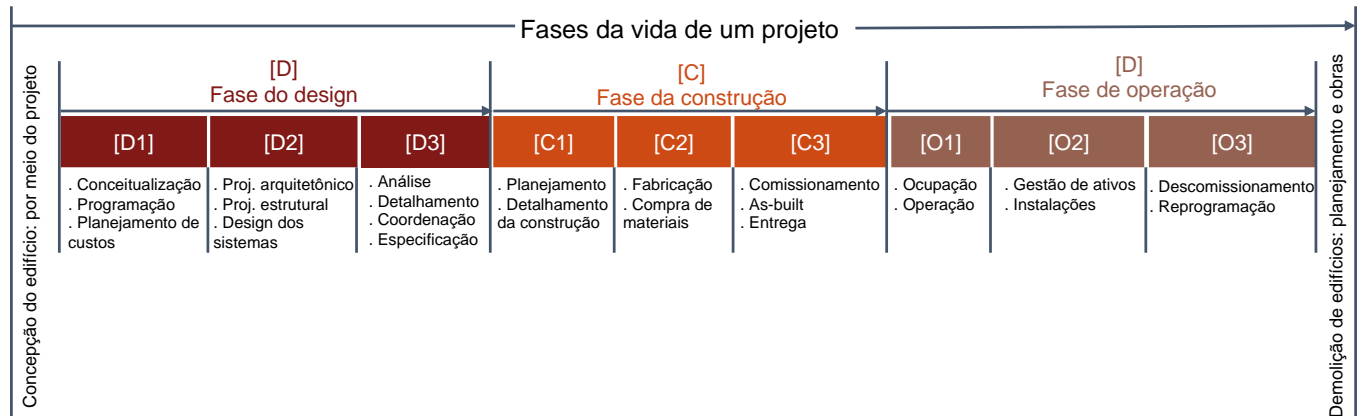 Fases da vida de um projeto
Concepção do edifício: por meio do projeto
[D]
Fase do design
[D1]
. Conceitualização
. Programação
. Planejamento de
custos
[D2]
. Proj. arquitetônico
. Proj. estrutural
. Design dos
sistemas
[D3]
. Análise
. Detalhamento
. Coordenação
. Especificação
[C]
Fase da construção
[C1]
. Planejamento
. Detalhamento
da construção
[C2]
. Fabricação
. Compra de
materiais
[C3]
. Comissionamento
. As-built
. Entrega
[D]
Fase de operação
[O1]
. Ocupação
. Operação
[O2]
. Gestão de ativos
. Instalações
[O3]
. Descomissionamento
. Reprogramação
Demolição de edifícios: planejamento e obras